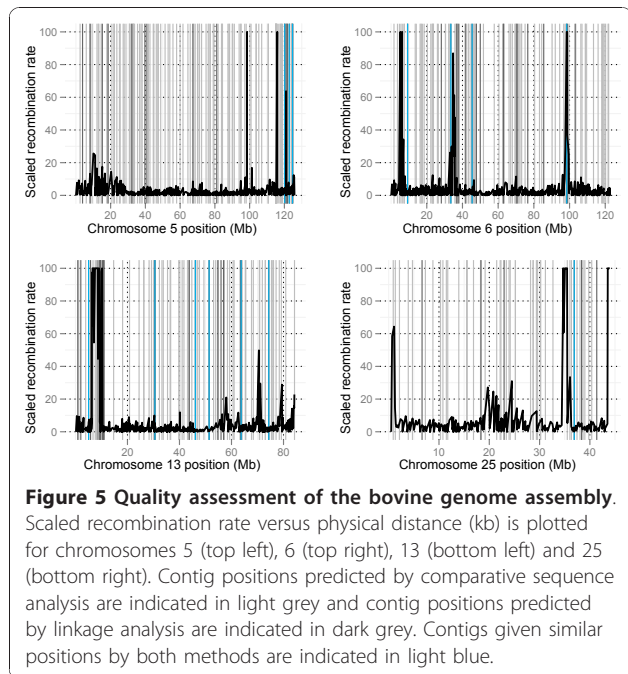 Scaled recombination rate
100
80
60
40
20
0
20 40 60 80 100 120
Chromosome 5 position (Mb)
Scaled recombination rate
100
80
60
40
20
0
20 40 60 80 100 120
Chromosome 6 position (Mb)
Scaled recombination rate
100
80
60
40
20
0
20 40 60 80
Chromosome 13 position (Mb)
Scaled recombination rate
100
80
60
40
20
0
10 20 30 40
Chromosome 25 position (Mb)
Figure 5 Quality assessment of the bovine genome assembly.
Scaled recombination rate versus physical distance (kb) is plotted
for chromosomes 5 (top left), 6 (top right), 13 (bottom left) and 25
(bottom right). Contig positions predicted by comparative sequence
analysis are indicated in light grey and contig positions predicted
by linkage analysis are indicated in dark grey. Contigs given similar
positions by both methods are indicated in light blue.